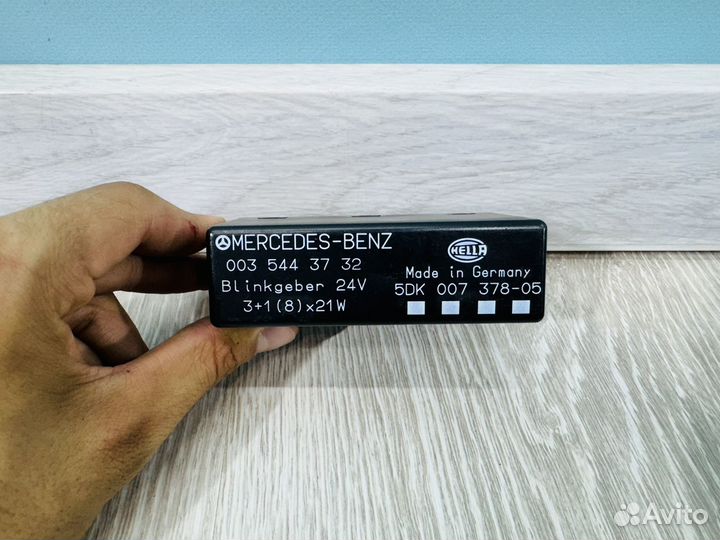 MERCEDES-BENZ
003 544 37 32
Blinkgeber 24V
3+1(8)x21W
HELLA
Made in Germany
5DK 007 378-05
Avito